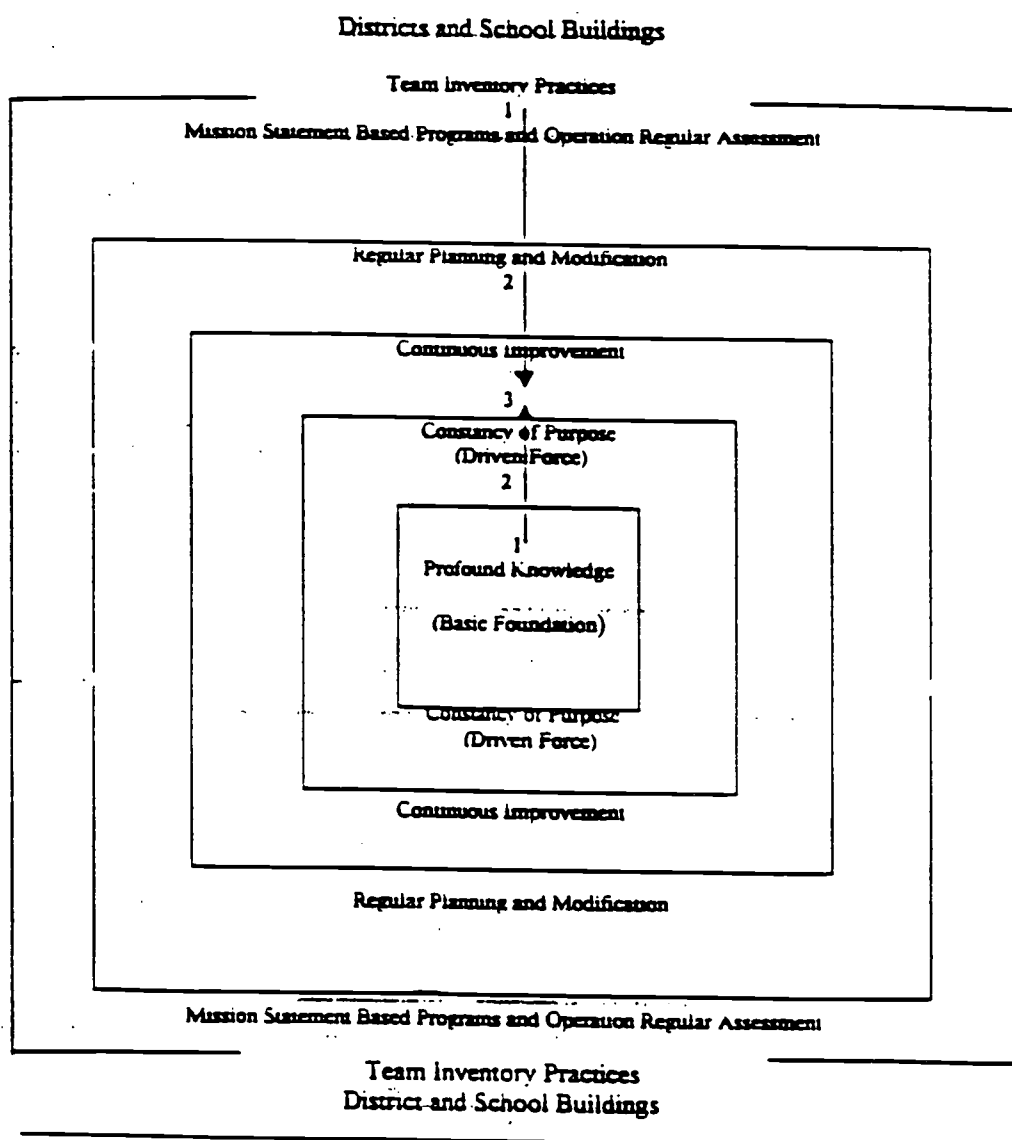 Districts and School Buildings
Team Inventory Practices
1
Mission Statement Based Programs and Operation Regular Assessment
Regular Planning and Modification
2
Continuous Improvement
3
Constancy of Purpose
(Driven Force)
2
1
Profound Knowledge
(Basic Foundation)
Constancy of Purpose
(Driven Force)
Continuous Improvement
Regular Planning and Modification
Mission Statement Based Programs and Operation Regular Assessment
Team Inventory Practices
District and School Buildings